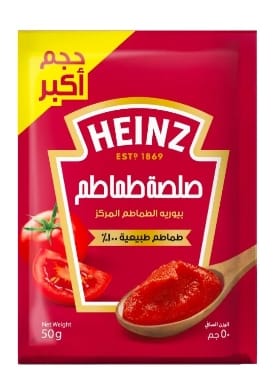 حجم
أكبر
HEINZ
ESTD 1869
صلصة طماطم
بيوريه الطماطم المركز
طماطم طبيعية ١٠٠٪
Net Weight
50g
الوزن الصافي
٥٠ جم